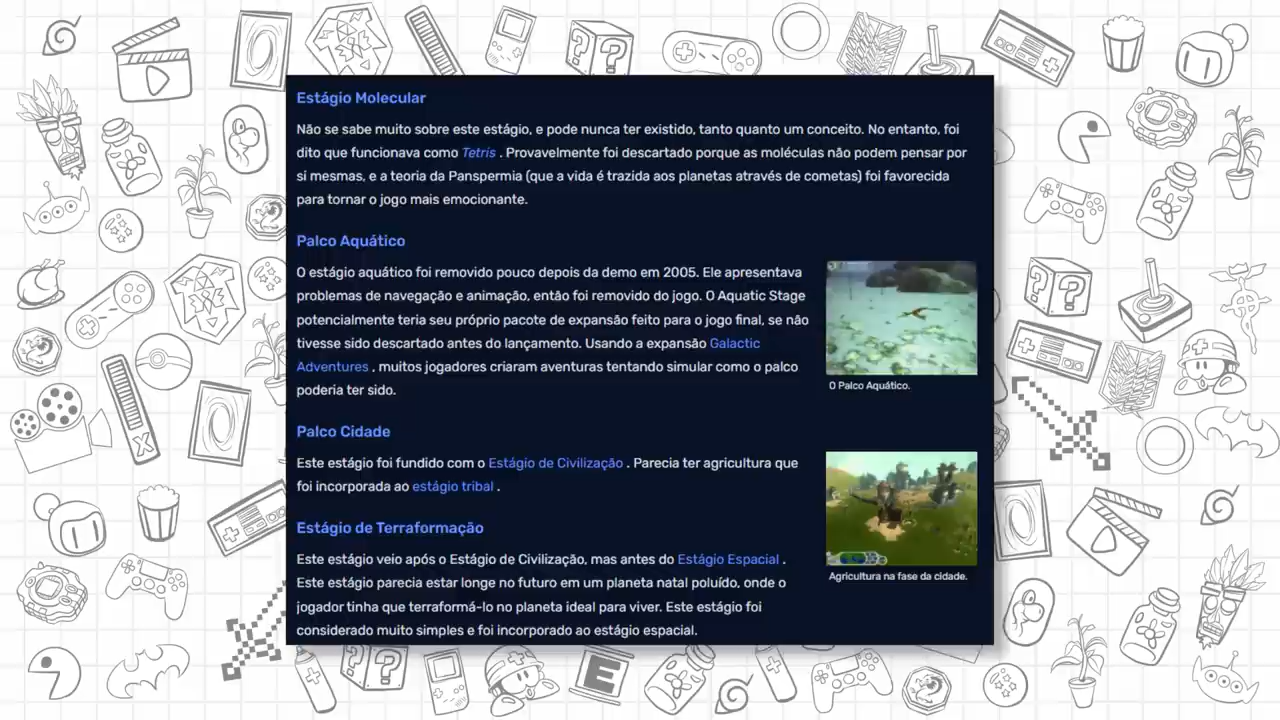 Estágio Molecular
Não se sabe muito sobre este estágio, e pode nunca ter existido, tanto quanto um conceito. No entanto, foi
dito que funcionava como Tetris . Provavelmente foi descartado porque as moléculas não podem pensar por
si mesmas, e a teoria da Panspermia (que a vida é trazida aos planetas através de cometas) foi favorecida
para tornar o jogo mais emocionante.
Palco Aquático
O estágio aquático foi removido pouco depois da demo em 2005. Ele apresentava
problemas de navegação e animação, então foi removido do jogo. O Aquatic Stage
potencialmente teria seu próprio pacote de expansão feito para o jogo final, se não
tivesse sido descartado antes do lançamento. Usando a expansão Galactic
Adventures , muitos jogadores criaram aventuras tentando simular como o palco
poderia ter sido.
O Palco Aquático.
Palco Cidade
Este estágio foi fundido com o Estágio de Civilização . Parecia ter agricultura que
foi incorporada ao estágio tribal .
Agricultura na fase da cidade.
Estágio de Terraformação
Este estágio veio após o Estágio de Civilização, mas antes do Estágio Espacial .
Este estágio parecia estar longe no futuro em um planeta natal poluído, onde o
jogador tinha que terraformá-lo no planeta ideal para viver. Este estágio foi
considerado muito simples e foi incorporado ao estágio espacial.
? ?
? ?
? ?
X
E